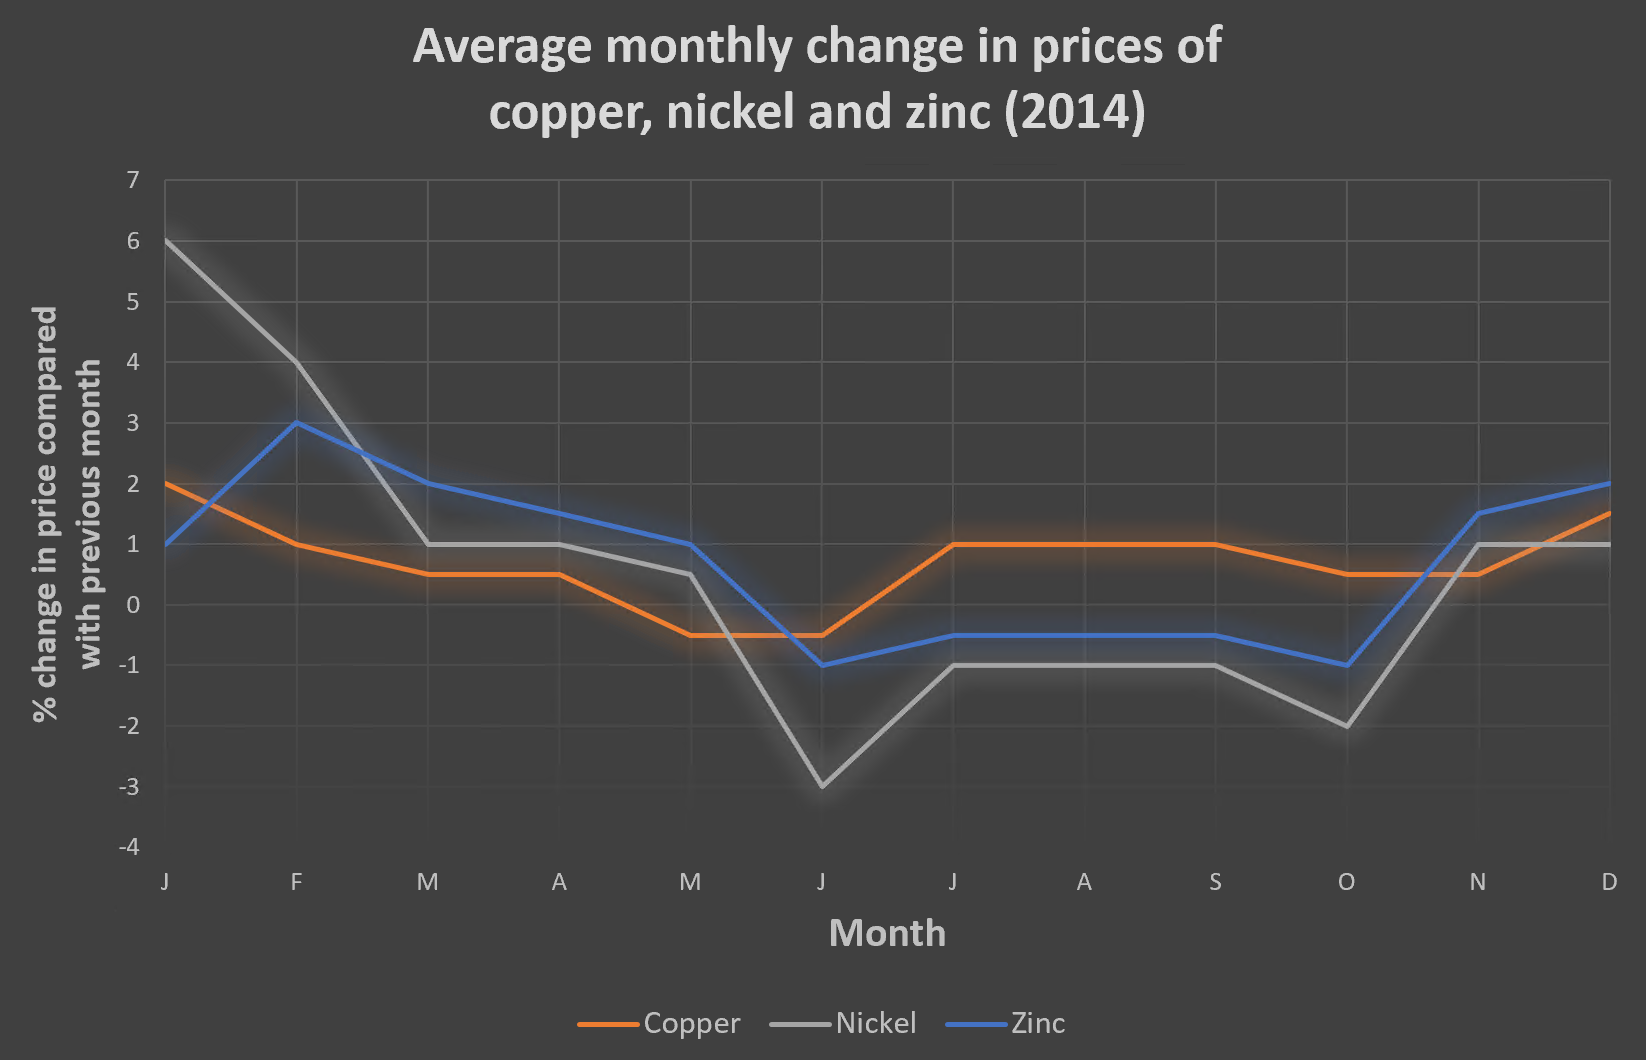 Average monthly change in prices of
copper, nickel and zinc (2014)
% change in price compared
with previous month
7
6
5
4
3
2
1
0
-1
-2
-3
-4
J F M A M J J A S O N D
Month
Copper Nickel Zinc